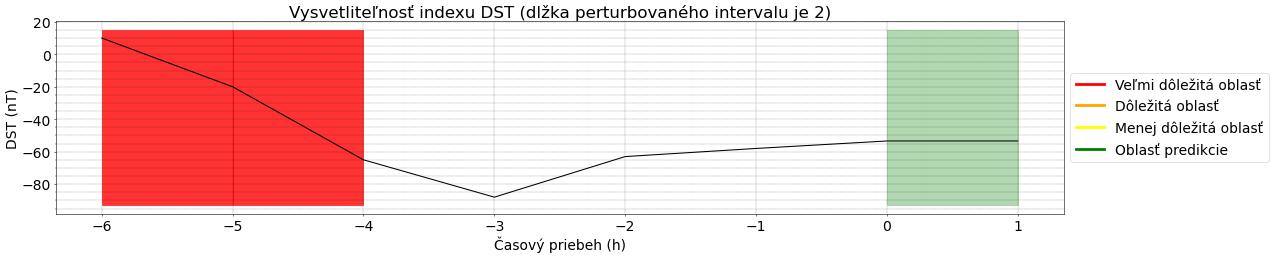 Vysvetliteľnosť indexu DST (dĺžka perturbovaného intervalu je 2)
20
0
−20
−40
−60
−80
DST (nT)
−6 −5 −4 −3 −2 −1 0 1
Časový priebeh (h)
Veľmi dôležitá oblasť
Dôležitá oblasť
Menej dôležitá oblasť
Oblasť predikcie